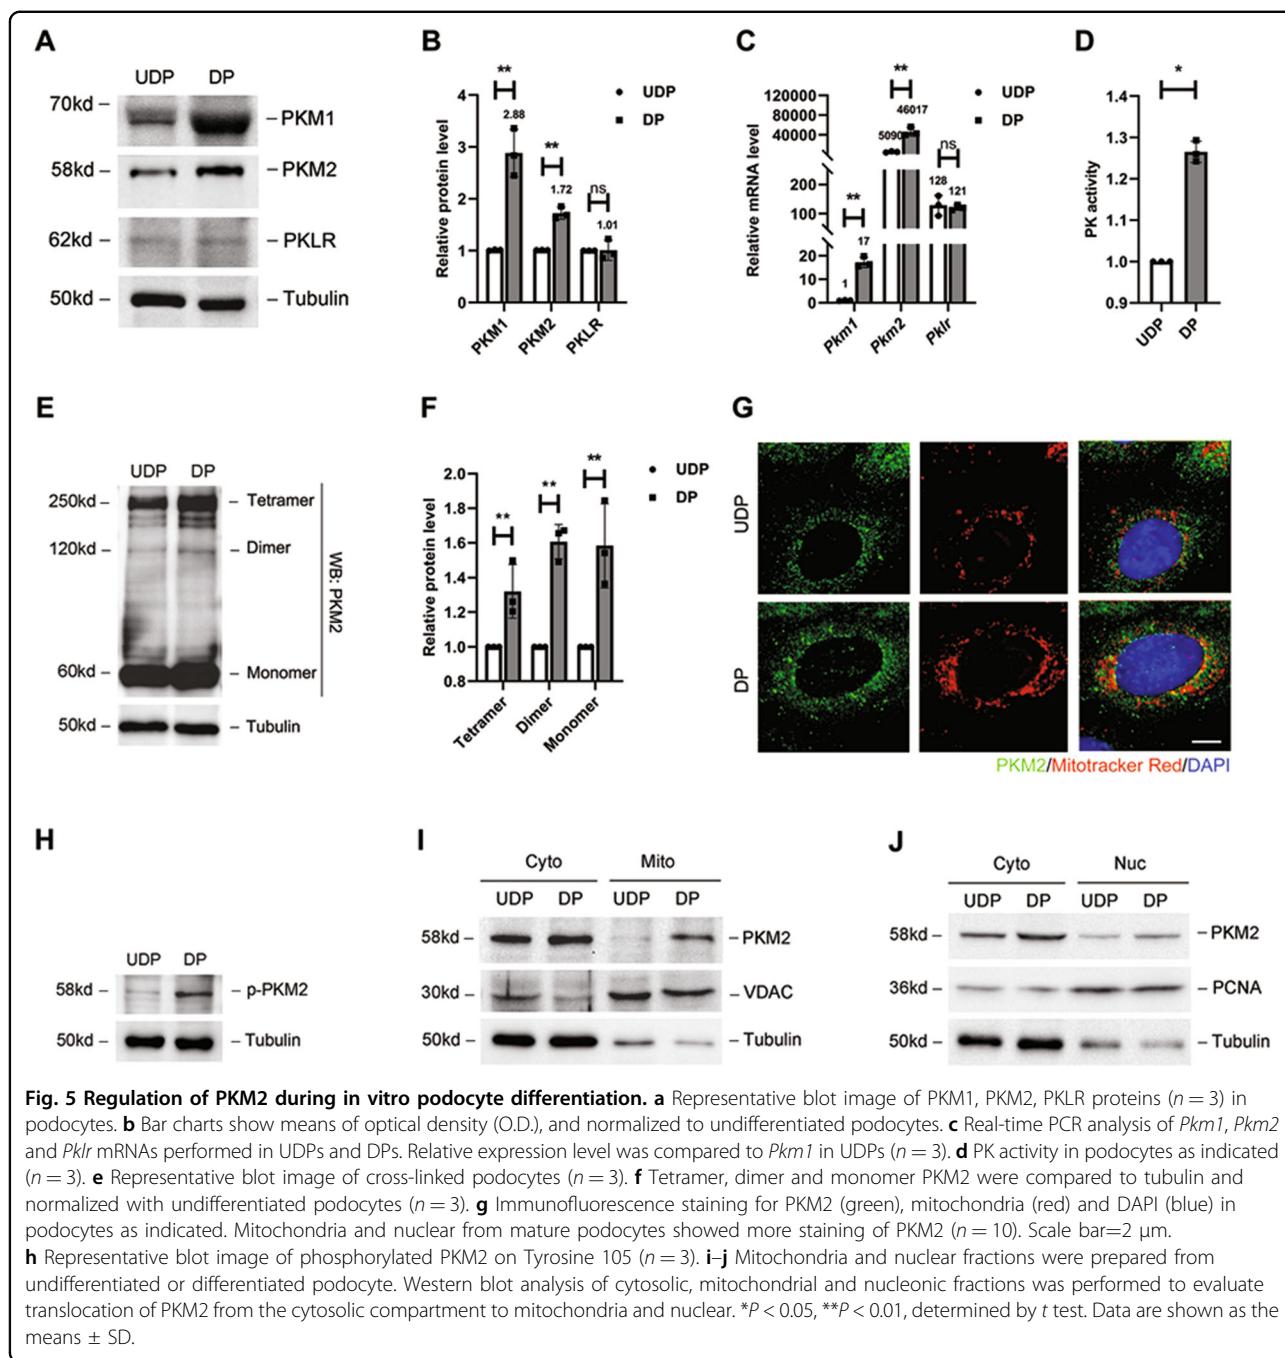 A
UDP DP
70kd
PKM1
58kd
PKM2
62kd
PKLR
50kd
Tubulin
B
UDP
DP
Relative protein level
4
3
2
1
0
**
2.88
**
1.72
ns
1.01
PKM1 PKM2 PKLR
C
UDP
DP
Relative mRNA level
120000
80000
40000
200
100
20
10
0
**
1
17
**
5090
46017
ns
128
121
Pkm1 Pkm2 Pklr
D
PK activity
1.4
1.3
1.2
1.1
1.0
0.9
*
UDP DP
E
UDP DP
250kd
Tetramer
120kd
Dimer
60kd
Monomer
50kd
Tubulin
WB: PKM2
F
UDP
DP
Relative protein level
2.0
1.8
1.6
1.4
1.2
1.0
0.8
**
**
**
Tetramer Dimer Monomer
G
UDP
DP
PKM2/Mitotracker Red/DAPI
H
UDP DP
58kd
p-PKM2
50kd
Tubulin
I
Cyto Mito
UDP DP UDP DP
58kd
PKM2
30kd
VDAC
50kd
Tubulin
J
Cyto Nuc
UDP DP UDP DP
58kd
PKM2
36kd
PCNA
50kd
Tubulin
Fig. 5 Regulation of PKM2 during in vitro podocyte differentiation. a Representative blot image of PKM1, PKM2, PKLR proteins (n = 3) in
podocytes. b Bar charts show means of optical density (O.D.), and normalized to undifferentiated podocytes. c Real-time PCR analysis of Pkm1, Pkm2
and Pklr mRNAs performed in UDPs and DPs. Relative expression level was compared to Pkm1 in UDPs (n = 3). d PK activity in podocytes as indicated
(n = 3). e Representative blot image of cross-linked podocytes (n = 3). f Tetramer, dimer and monomer PKM2 were compared to tubulin and
normalized with undifferentiated podocytes (n = 3). g Immunofluorescence staining for PKM2 (green), mitochondria (red) and DAPI (blue) in
podocytes as indicated. Mitochondria and nuclear from mature podocytes showed more staining of PKM2 (n = 10). Scale bar=2 μm.
h Representative blot image of phosphorylated PKM2 on Tyrosine 105 (n = 3). i–j Mitochondria and nuclear fractions were prepared from
undifferentiated or differentiated podocyte. Western blot analysis of cytosolic, mitochondrial and nucleonic fractions was performed to evaluate
translocation of PKM2 from the cytosolic compartment to mitochondria and nuclear. *P < 0.05, **P < 0.01, determined by t test. Data are shown as the
means ± SD.